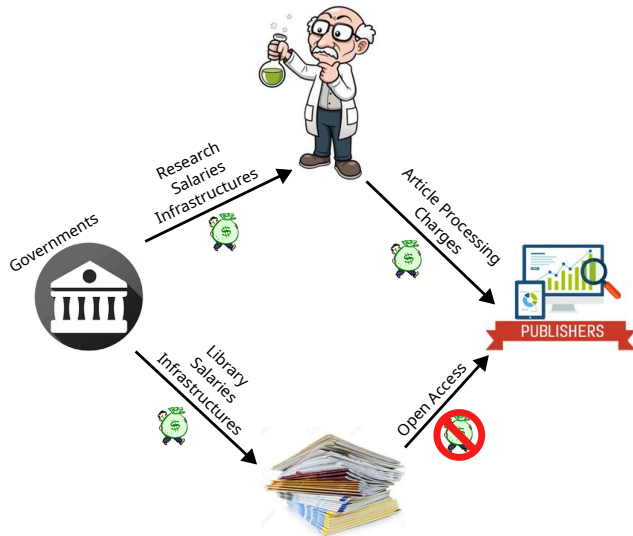 Research
Salaries
Infrastructures
Article Processing
Charges
Governments
PUBLISHERS
Library
Salaries
Infrastructures
Open Access